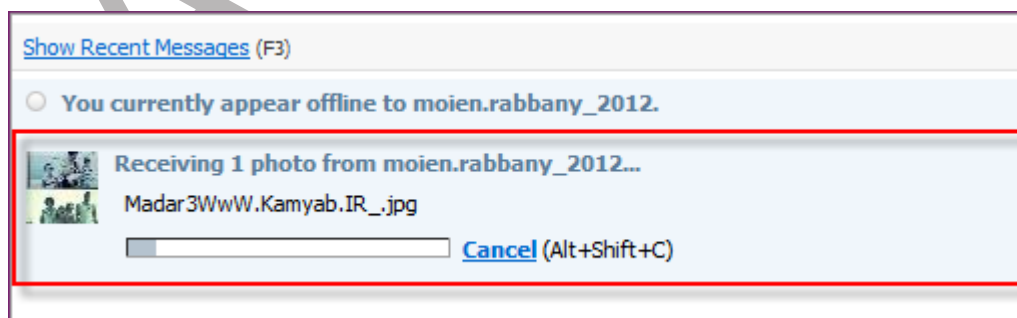 Show Recent Messages (F3)
You currently appear offline to moien.rabbany_2012.
Receiving 1 photo from moien.rabbany_2012...
Madar3WwW.Kamyab.IR_.jpg
Cancel (Alt+Shift+C)